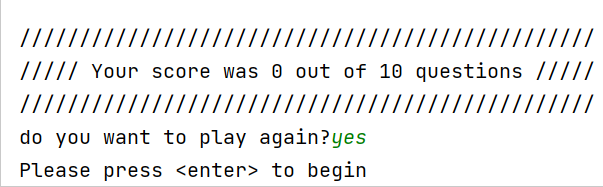 ////////////////////////////////////////////////
///// Your score was 0 out of 10 questions /////
////////////////////////////////////////////////
do you want to play again?yes
Please press <enter> to begin